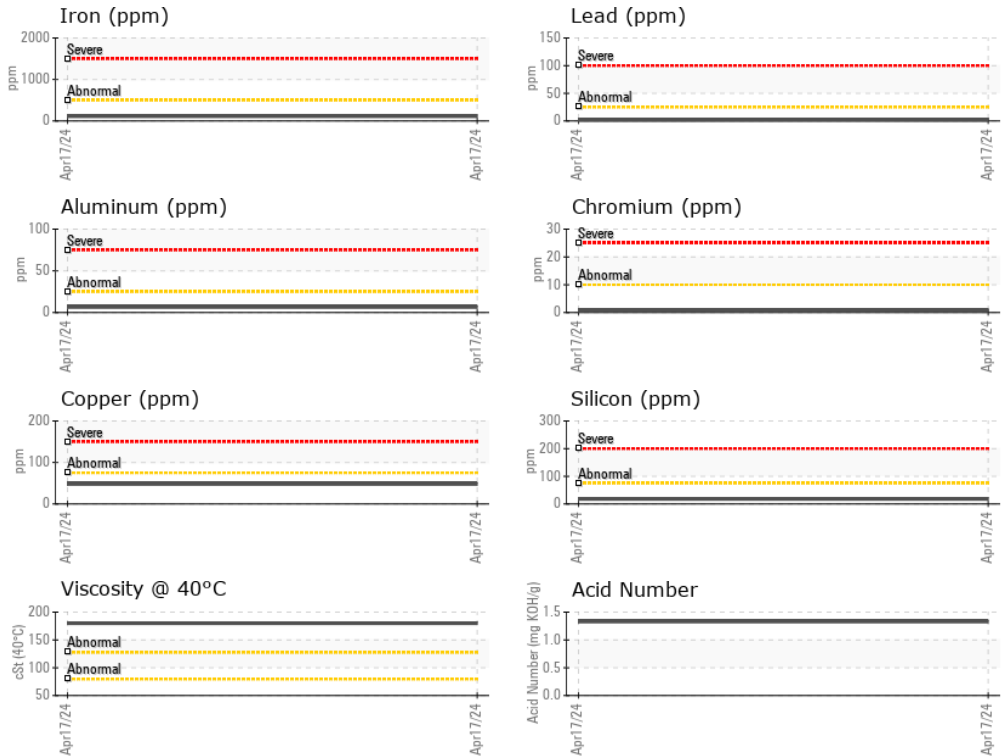 Iron (ppm)
2000
1000
0
ppm
Severe
Abnormal
Apr17/24
Apr17/24
Lead (ppm)
150
100
50
0
ppm
Severe
Abnormal
Apr17/24
Apr17/24
Aluminum (ppm)
100
50
0
ppm
Severe
Abnormal
Apr17/24
Apr17/24
Chromium (ppm)
30
20
10
0
ppm
Severe
Abnormal
Apr17/24
Apr17/24
Copper (ppm)
200
100
0
ppm
Severe
Abnormal
Apr17/24
Apr17/24
Silicon (ppm)
300
200
100
0
ppm
Severe
Abnormal
Apr17/24
Apr17/24
Viscosity @ 40°C
200
150
100
50
cSt (40°C)
Abnormal
Abnormal
Apr17/24
Apr17/24
Acid Number
1.5
1.0
0.5
0.0
Acid Number (mg KOH/g)
Apr17/24
Apr17/24